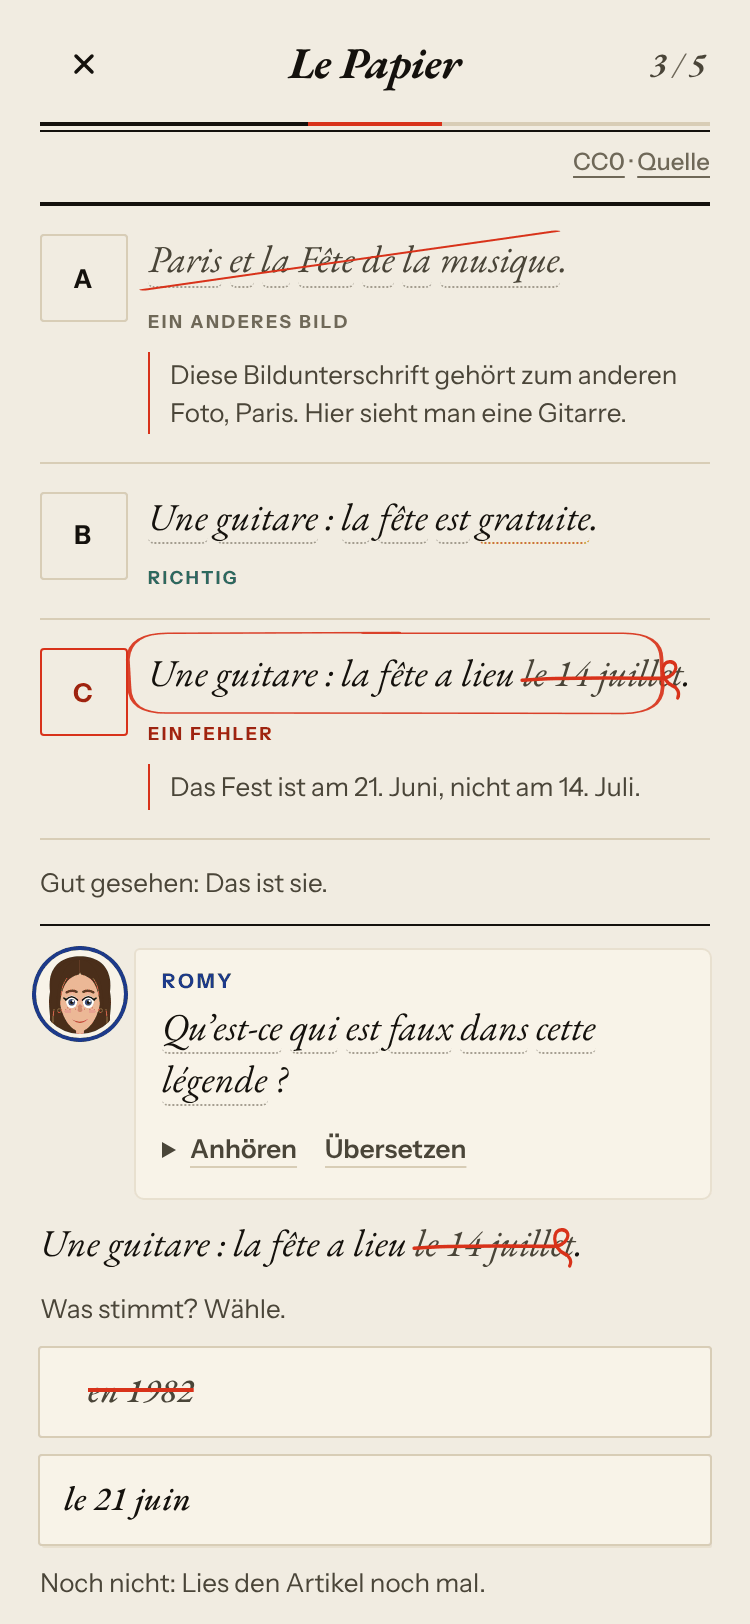 Le Papier
3 / 5
CC0 · Quelle
A
Paris et la Fête de la musique.
EIN ANDERES BILD
Diese Bildunterschrift gehört zum anderen
Foto, Paris. Hier sieht man eine Gitarre.
B
Une guitare : la fête est gratuite.
RICHTIG
C
Une guitare : la fête a lieu le 14 juillet.
EIN FEHLER
Das Fest ist am 21. Juni, nicht am 14. Juli.
Gut gesehen: Das ist sie.
ROMY
Qu’est-ce qui est faux dans cette
légende ?
Anhören Übersetzen
Une guitare : la fête a lieu le 14 juillet.
Was stimmt? Wähle.
en 1982
le 21 juin
Noch nicht: Lies den Artikel noch mal.